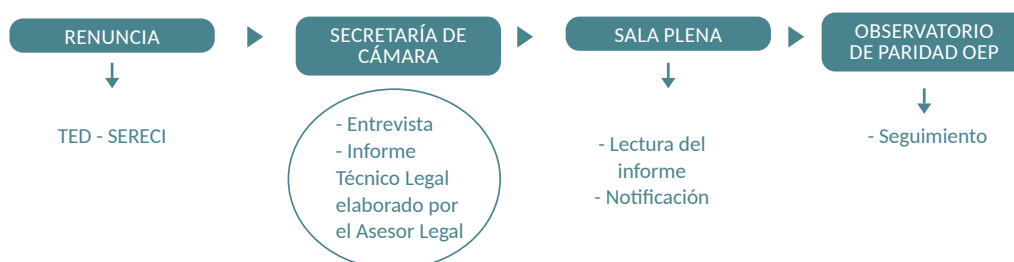 RENUNCIA
TED - SERECI
SECRETARÍA DE
CÁMARA
- Entrevista
- Informe
Técnico Legal
elaborado por
el Asesor Legal
SALA PLENA
- Lectura del
informe
- Notificación
OBSERVATORIO
DE PARIDAD OEP
- Seguimiento